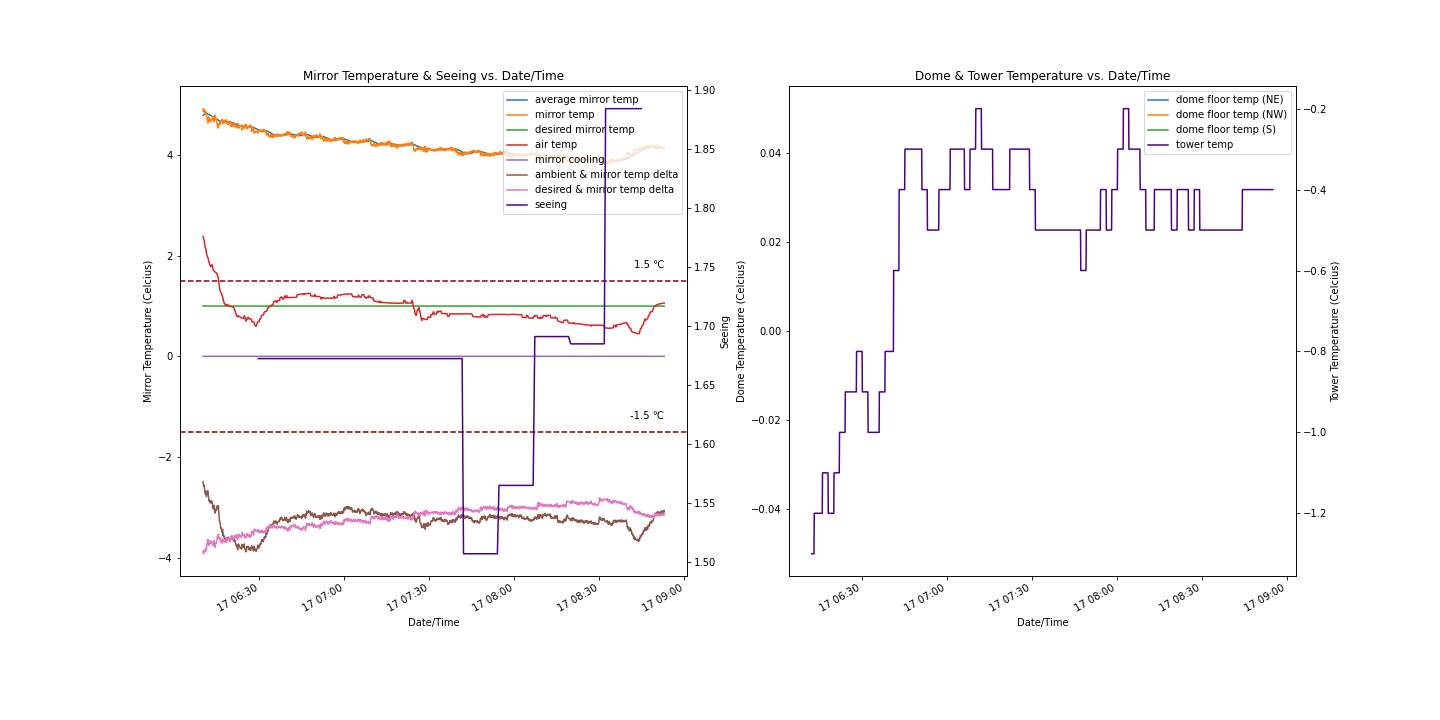 Mirror Temperature & Seeing vs. Date/Time
average mirror temp
mirror temp
desired mirror temp
air temp
mirror cooling
ambient & mirror temp delta
desired & mirror temp delta
seeing
4
2
0
−2
−4
Mirror Temperature (Celcius)
1.5 °C
-1.5 °C
1.90
1.85
1.80
1.75
1.70
1.65
1.60
1.55
1.50
Seeing
17 06:30
17 07:00
17 07:30
17 08:00
17 08:30
17 09:00
Date/Time
Dome & Tower Temperature vs. Date/Time
dome floor temp (NE)
dome floor temp (NW)
dome floor temp (S)
tower temp
0.04
0.02
0.00
−0.02
−0.04
Dome Temperature (Celcius)
−0.2
−0.4
−0.6
−0.8
−1.0
−1.2
Tower Temperature (Celcius)
17 06:30
17 07:00
17 07:30
17 08:00
17 08:30
17 09:00
Date/Time